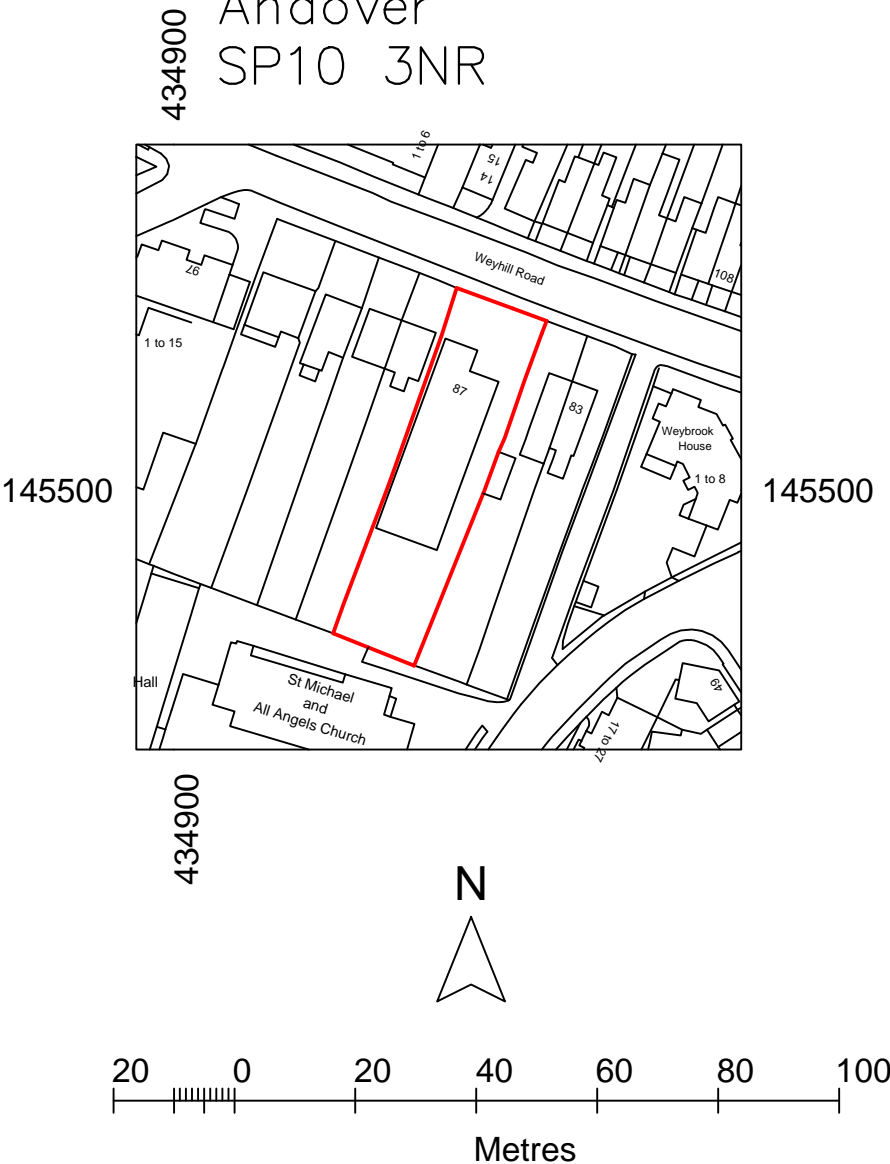 Andover
SP10 3NR
434900
1 to 6
15
14
Weyhill Road
108
97
1 to 15
87
83
Weybrook
House
1 to 8
145500
145500
Hall
St Michael
and
All Angels Church
49
17 to 27
434900
N
20 0 20 40 60 80 100
Metres